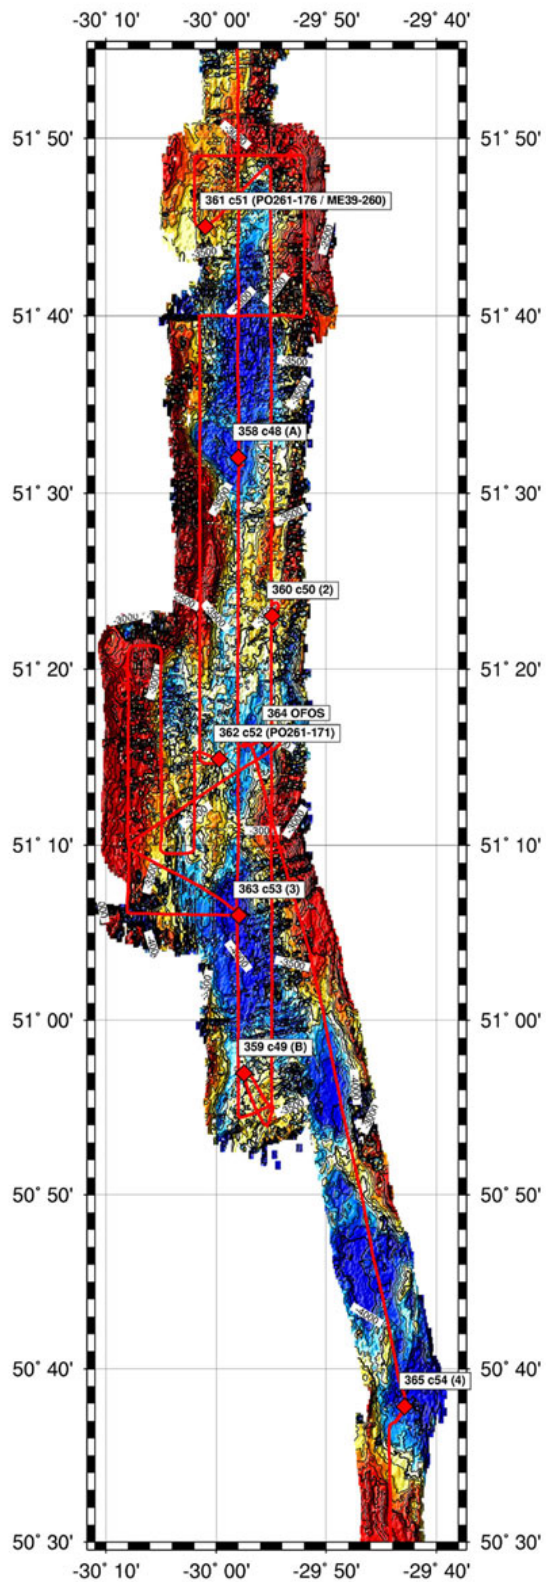 -30° 10' -30° 00' -29° 50' -29° 40'
51° 50' 51° 50'
361 c51 (PO261-176 / ME39-260)
51° 40' 51° 40'
-3500
358 c48 (A)
51° 30' 51° 30'
360 c50 (2)
51° 20' 51° 20'
364 OFOS
362 c52 (PO261-171)
51° 10' 51° 10'
363 c53 (3)
-3500
51° 00' 51° 00'
359 c49 (B)
50° 50' 50° 50'
-4000
50° 40' 50° 40'
365 c54 (4)
50° 30' 50° 30'
-30° 10' -30° 00' -29° 50' -29° 40'